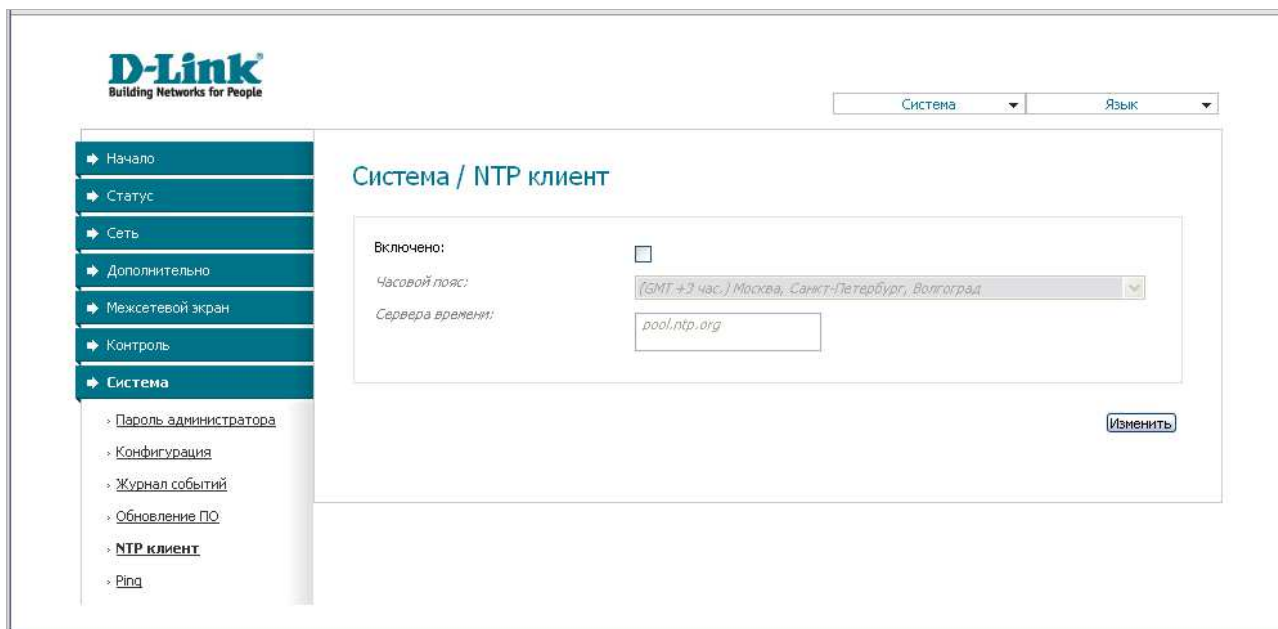 D-Link
Building Networks for People
Система
Язык
Начало
Статус
Сеть
Дополнительно
Межсетевой экран
Контроль
Система
Пароль администратора
Конфигурация
Журнал событий
Обновление ПО
NTP клиент
Ping
Система / NTP клиент
Включено:
Часовой пояс:
(GMT +3 час.) Москва, Санкт-Петербург, Волгоград
Сервера времени:
pool.ntp.org
Изменить